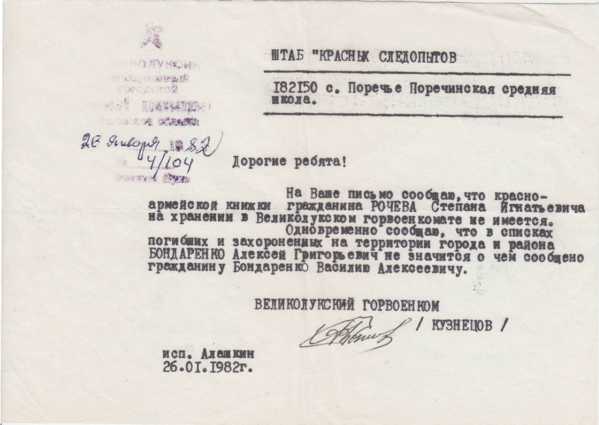 ШТАБ "КРАСНЫХ СЛЕДОПЫТОВ
182150 с. Поречье Поречинская средняя
школа.
ГОРОДСКОЙ
26 января 1982
4/104
Дорогие ребята!
На Ваше письмо сообщаю, что красно-
армейской книжки гражданина РОЧЕВА Степана Игнатьевича
на хранении в Великолукском горвоенкомате не имеется.
Одновременно сообщаю, что в списках
погибших и захороненных на территории города и района
БОНДАРЕНКО Алексей Григорьевич не значится о чем сообщено
гражданину Бондаренко Василию Алексеевичу.
ВЕЛИКОЛУКСКИЙ ГОРВОЕНКОМ
/ КУЗНЕЦОВ /
исп. Алашкин
26.01.1982г.